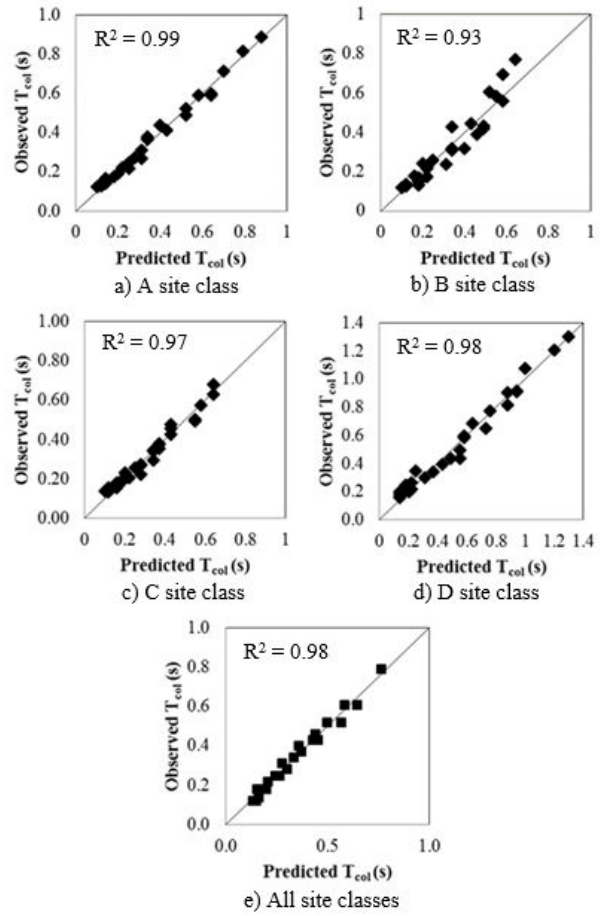 R² = 0.99
Obseved T_col (s)
1.0
0.8
0.6
0.4
0.2
0.0
0 0.2 0.4 0.6 0.8 1
Predicted T_col (s)
a) A site class
R² = 0.93
Observed T_col (s)
1
0.8
0.6
0.4
0.2
0
0 0.2 0.4 0.6 0.8 1
Predicted T_col (s)
b) B site class
R² = 0.97
Observed T_col (s)
1.00
0.80
0.60
0.40
0.20
0.00
0 0.2 0.4 0.6 0.8 1
Predicted T_col (s)
c) C site class
R² = 0.98
Observed T_col (s)
1.4
1.2
1.0
0.8
0.6
0.4
0.2
0.0
0 0.2 0.4 0.6 0.8 1 1.2 1.4
Predicted T_col (s)
d) D site class
R² = 0.98
Observed T_col (s)
1.0
0.8
0.6
0.4
0.2
0.0
0.0 0.5 1.0
Predicted T_col (s)
e) All site classes